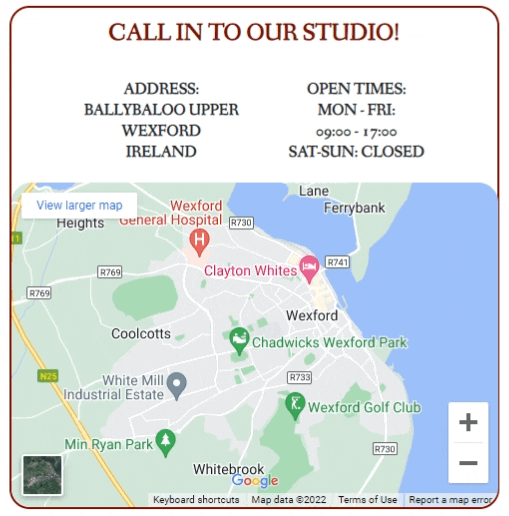 CALL IN TO OUR STUDIO!
ADDRESS:
BALLYBALOO UPPER
WEXFORD
IRELAND
OPEN TIMES:
MON - FRI:
09:00 - 17:00
SAT-SUN: CLOSED
View larger map
Heights
Wexford
General Hospital
R730
Lane
Ferrybank
R741
Clayton Whites
R769
R769
Wexford
Coolcotts
Chadwicks Wexford Park
N25
White Mill
Industrial Estate
R733
Wexford Golf Club
Min Ryan Park
R730
Whitebrook
Google
Keyboard shortcuts
Map data ©2022
Terms of Use
Report a map error